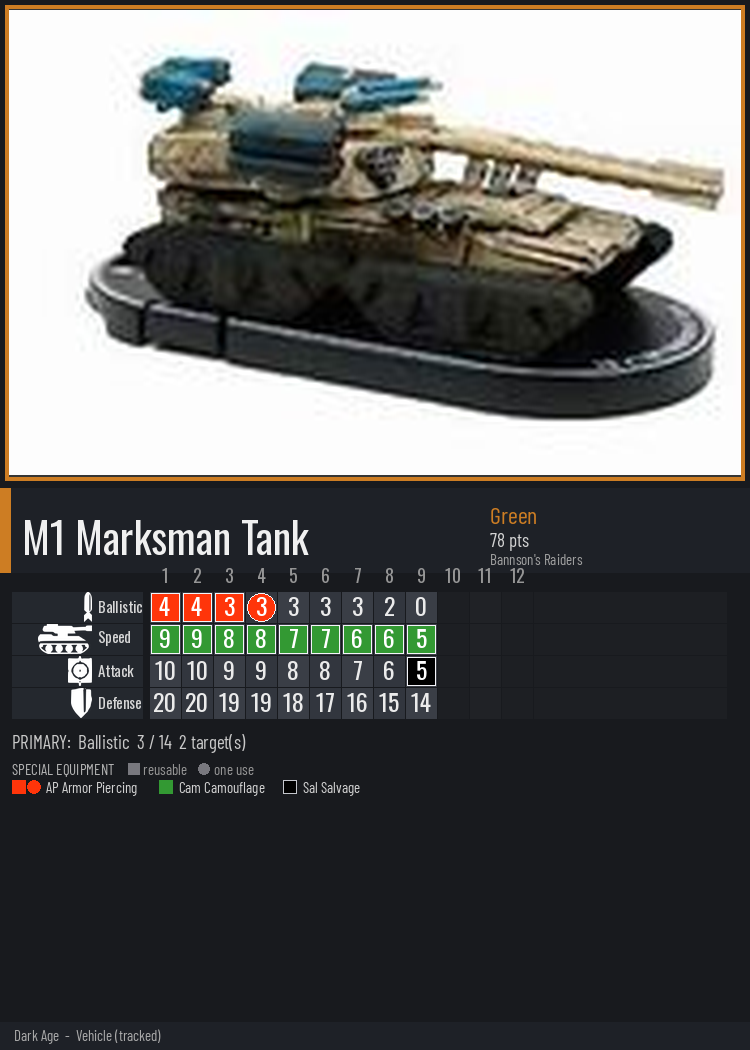 M1 Marksman Tank
Green
78 pts
Bannson's Raiders
1 2 3 4 5 6 7 8 9 10 11 12
Ballistic 4 4 3 3 3 3 3 2 0
Speed 9 9 8 8 7 7 6 6 5
Attack 10 10 9 9 8 8 7 6 5
Defense 20 20 19 19 18 17 16 15 14
PRIMARY: Ballistic 3 / 14 2 target(s)
SPECIAL EQUIPMENT reusable one use
AP Armor Piercing Cam Camouflage Sal Salvage
Dark Age - Vehicle (tracked)